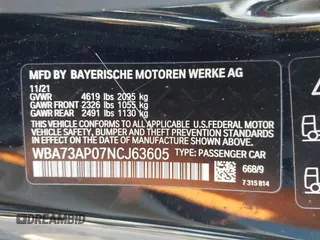 MFD BY BAYERISCHE MOTOREN WERKE AG
11/21
GVWR 4619 lbs 2095 kg
GAWR FRONT 2326 lbs 1055 kg
GAWR REAR 2491 lbs 1130 kg
THIS VEHICLE CONFORMS TO ALL APPLICABLE U.S. FEDERAL MOTOR
VEHICLE SAFETY, BUMPER, AND THEFT PREVENTION STANDARDS IN
EFFECT ON THE DATE OF MANUFACTURE SHOWN ABOVE.
WBA73AP07NCJ63605 TYPE: PASSENGER CAR
668/9
MADE IN GERMANY
7 315 814